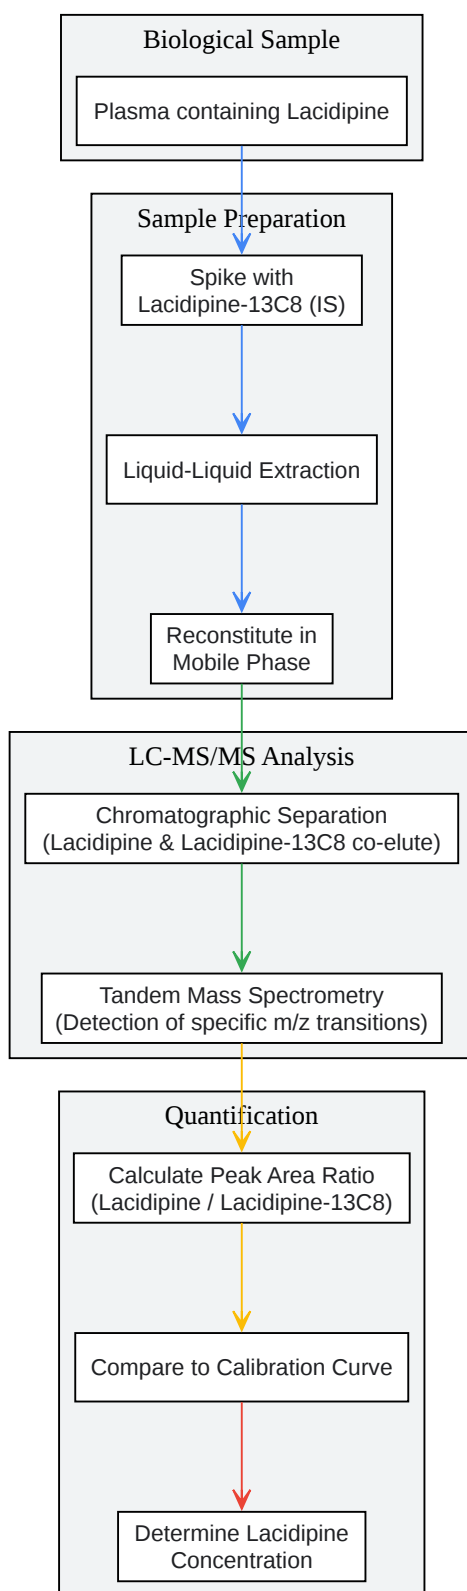 Biological Sample
Plasma containing Lacidipine
Sample Preparation
Spike with
Lacidipine-13C8 (IS)
Liquid-Liquid Extraction
Reconstitute in
Mobile Phase
LC-MS/MS Analysis
Chromatographic Separation
(Lacidipine & Lacidipine-13C8 co-elute)
Tandem Mass Spectrometry
(Detection of specific m/z transitions)
Quantification
Calculate Peak Area Ratio
(Lacidipine / Lacidipine-13C8)
Compare to Calibration Curve
Determine Lacidipine
Concentration